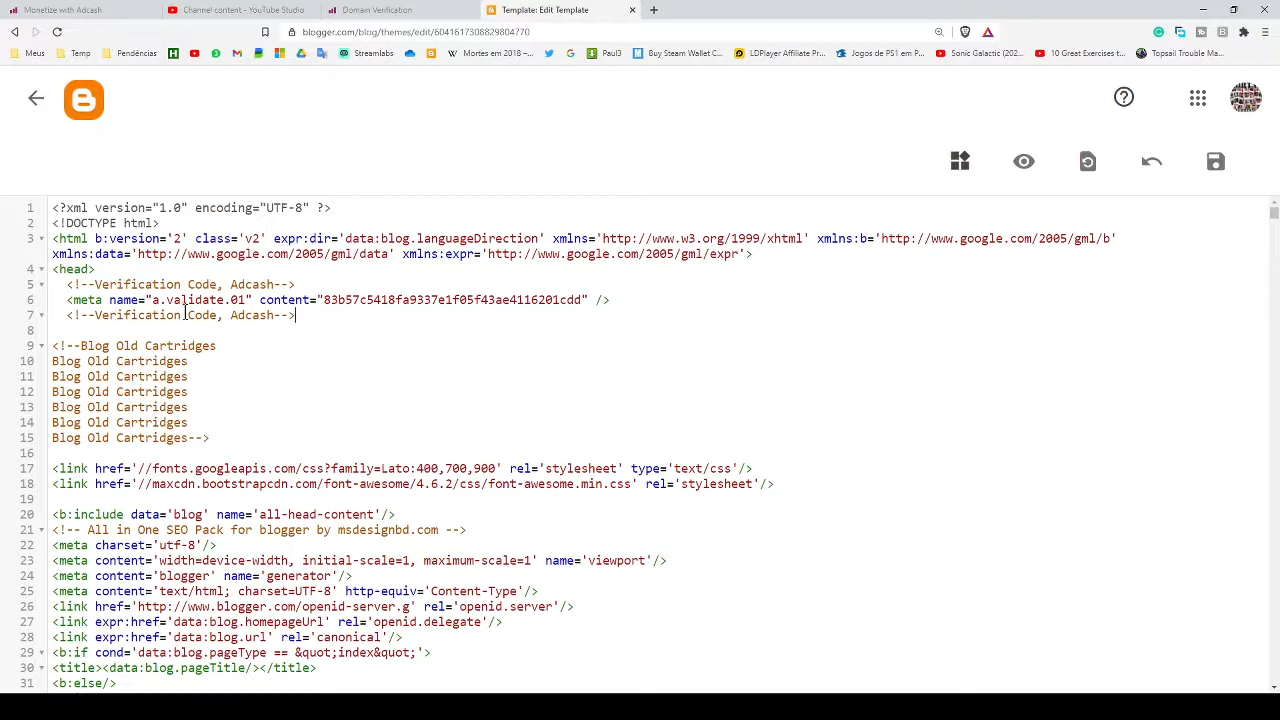 Monetize with Adcash
Channel content - YouTube Studio
Domain Verification
Template: Edit Template
blogger.com/blog/themes/edit/6041617308829804770
Meus
Temp
Pendências
Streamlabs
Mortes em 2018 –...
Paul3
Buy Steam Wallet C...
LDPlayer Affiliate Pr...
Jogos de PS1 em P...
Sonic Galactic (202...
10 Great Exercises t...
Topsail Trouble Ma...
1 <?xml version="1.0" encoding="UTF-8" ?>
2 <!DOCTYPE html>
3 <html b:version='2' class='v2' expr:dir='data:blog.languageDirection' xmlns='http://www.w3.org/1999/xhtml' xmlns:b='http://www.google.com/2005/gml/b'
xmlns:data='http://www.google.com/2005/gml/data' xmlns:expr='http://www.google.com/2005/gml/expr'>
4 <head>
5 <!--Verification Code, Adcash-->
6 <meta name="a.validate.01" content="83b57c5418fa9337e1f05f43ae4116201cdd" />
7 <!--Verification Code, Adcash-->
8
9 <!--Blog Old Cartridges
10 Blog Old Cartridges
11 Blog Old Cartridges
12 Blog Old Cartridges
13 Blog Old Cartridges
14 Blog Old Cartridges
15 Blog Old Cartridges-->
16
17 <link href='//fonts.googleapis.com/css?family=Lato:400,700,900' rel='stylesheet' type='text/css'/>
18 <link href='//maxcdn.bootstrapcdn.com/font-awesome/4.6.2/css/font-awesome.min.css' rel='stylesheet'/>
19
20 <b:include data='blog' name='all-head-content'/>
21 <!-- All in One SEO Pack for blogger by msdesignbd.com -->
22 <meta charset='utf-8'/>
23 <meta content='width=device-width, initial-scale=1, maximum-scale=1' name='viewport'/>
24 <meta content='blogger' name='generator'/>
25 <meta content='text/html; charset=UTF-8' http-equiv='Content-Type'/>
26 <link href='http://www.blogger.com/openid-server.g' rel='openid.server'/>
27 <link expr:href='data:blog.homepageUrl' rel='openid.delegate'/>
28 <link expr:href='data:blog.url' rel='canonical'/>
29 <b:if cond='data:blog.pageType == &quot;index&quot;'>
30 <title><data:blog.pageTitle/></title>
31 <b:else/>